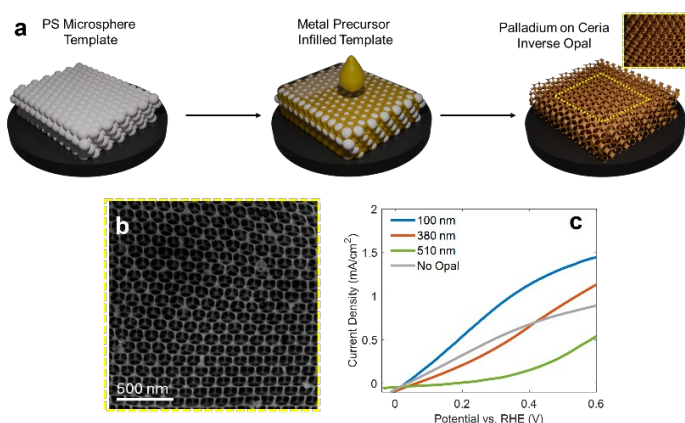 a
PS Microsphere
Template
Metal Precursor
Infilled Template
Palladium on Ceria
Inverse Opal
b
500 nm
c
100 nm
380 nm
510 nm
No Opal
2
1.5
1
0.5
0
0
0.2
0.4
0.6
Current Density (mA/cm²)
Potential vs. RHE (V)